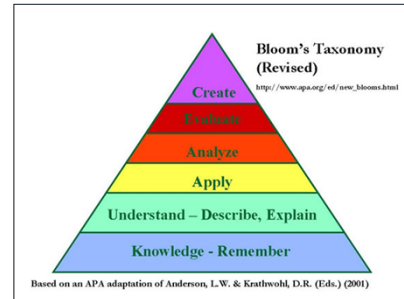 Bloom's Taxonomy
(Revised)
http://www.apa.org/ed/new_blooms.html
Create
Evaluate
Analyze
Apply
Understand – Describe, Explain
Knowledge - Remember
Based on an APA adaptation of Anderson, L.W. & Krathwohl, D.R. (Eds.) (2001)